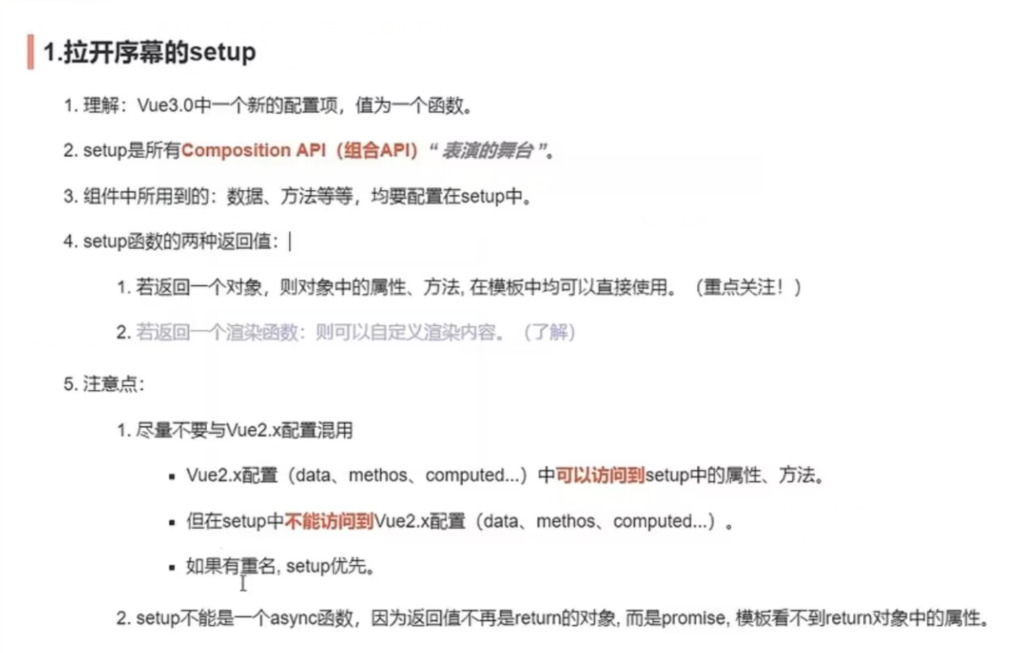 1.拉开序幕的setup
1. 理解：Vue3.0中一个新的配置项，值为一个函数。
2. setup是所有Composition API（组合API）“ 表演的舞台 ”。
3. 组件中所用到的：数据、方法等等，均要配置在setup中。
4. setup函数的两种返回值：
1. 若返回一个对象，则对象中的属性、方法, 在模板中均可以直接使用。（重点关注！）
2. 若返回一个渲染函数：则可以自定义渲染内容。（了解）
5. 注意点：
1. 尽量不要与Vue2.x配置混用
▪ Vue2.x配置（data、methos、computed...）中可以访问到setup中的属性、方法。
▪ 但在setup中不能访问到Vue2.x配置（data、methos、computed...）。
▪ 如果有重名, setup优先。
2. setup不能是一个async函数，因为返回值不再是return的对象, 而是promise, 模板看不到return对象中的属性。